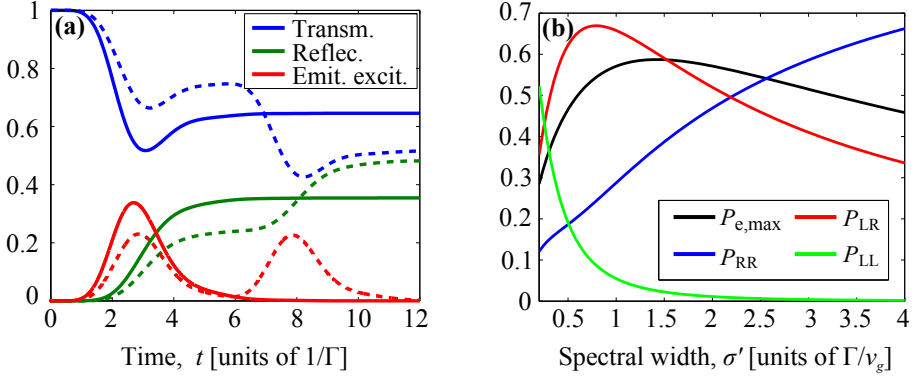 (a)
Transm.
Reflec.
Emit. excit.
1
0.8
0.6
0.4
0.2
0
0 2 4 6 8 10 12
Time, t [units of 1/Γ]
(b)
0.7
0.6
0.5
0.4
0.3
0.2
0.1
0
P_e,max P_LR
P_RR P_LL
0.5 1 1.5 2 2.5 3 3.5 4
Spectral width, σ′ [units of Γ/v_g]